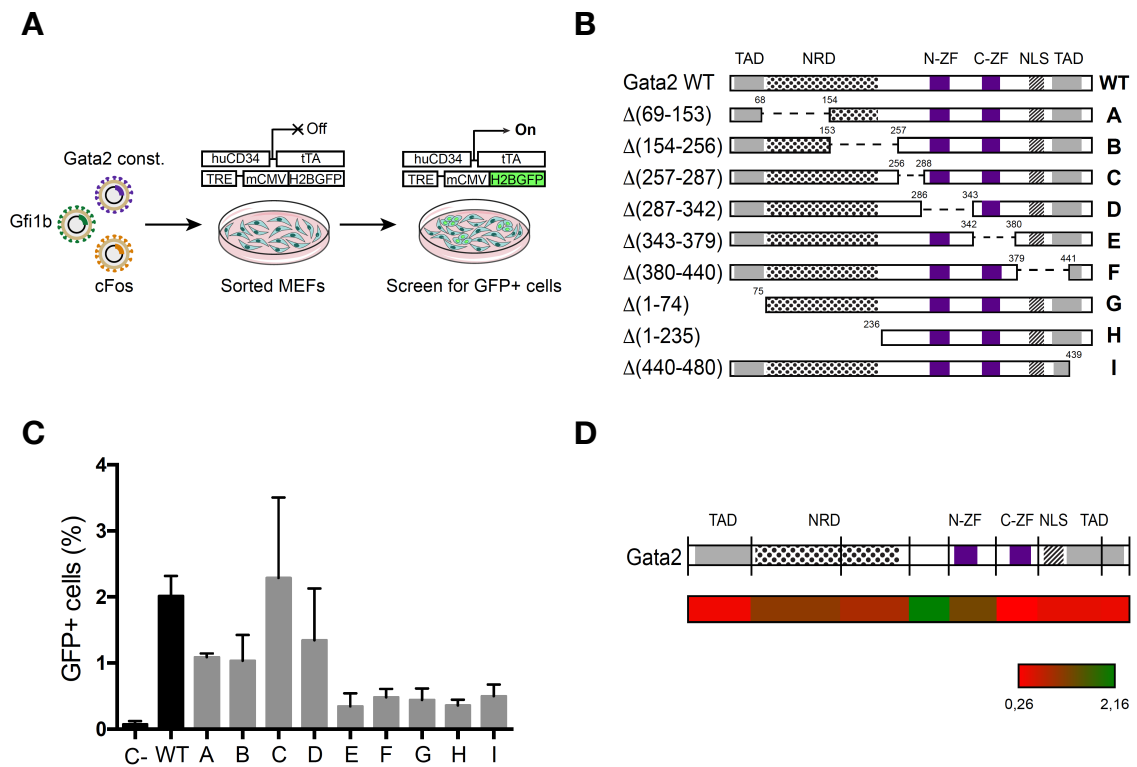 A
Off
huCD34 tTA
TRE mCMV H2BGFP
On
huCD34 tTA
TRE mCMV H2BGFP
Gata2 const.
Gfi1b
cFos
Sorted MEFs
Screen for GFP+ cells
B
TAD NRD N-ZF C-ZF NLS TAD
Gata2 WT WT
Δ(69-153) 68 154 A
Δ(154-256) 153 257 B
Δ(257-287) 256 288 C
Δ(287-342) 286 343 D
Δ(343-379) 342 380 E
Δ(380-440) 379 441 F
Δ(1-74) 75 G
Δ(1-235) 236 H
Δ(440-480) 439 I
C
GFP+ cells (%)
4
3
2
1
0
C- WT A B C D E F G H I
D
TAD NRD N-ZF C-ZF NLS TAD
Gata2
0,26 2,16